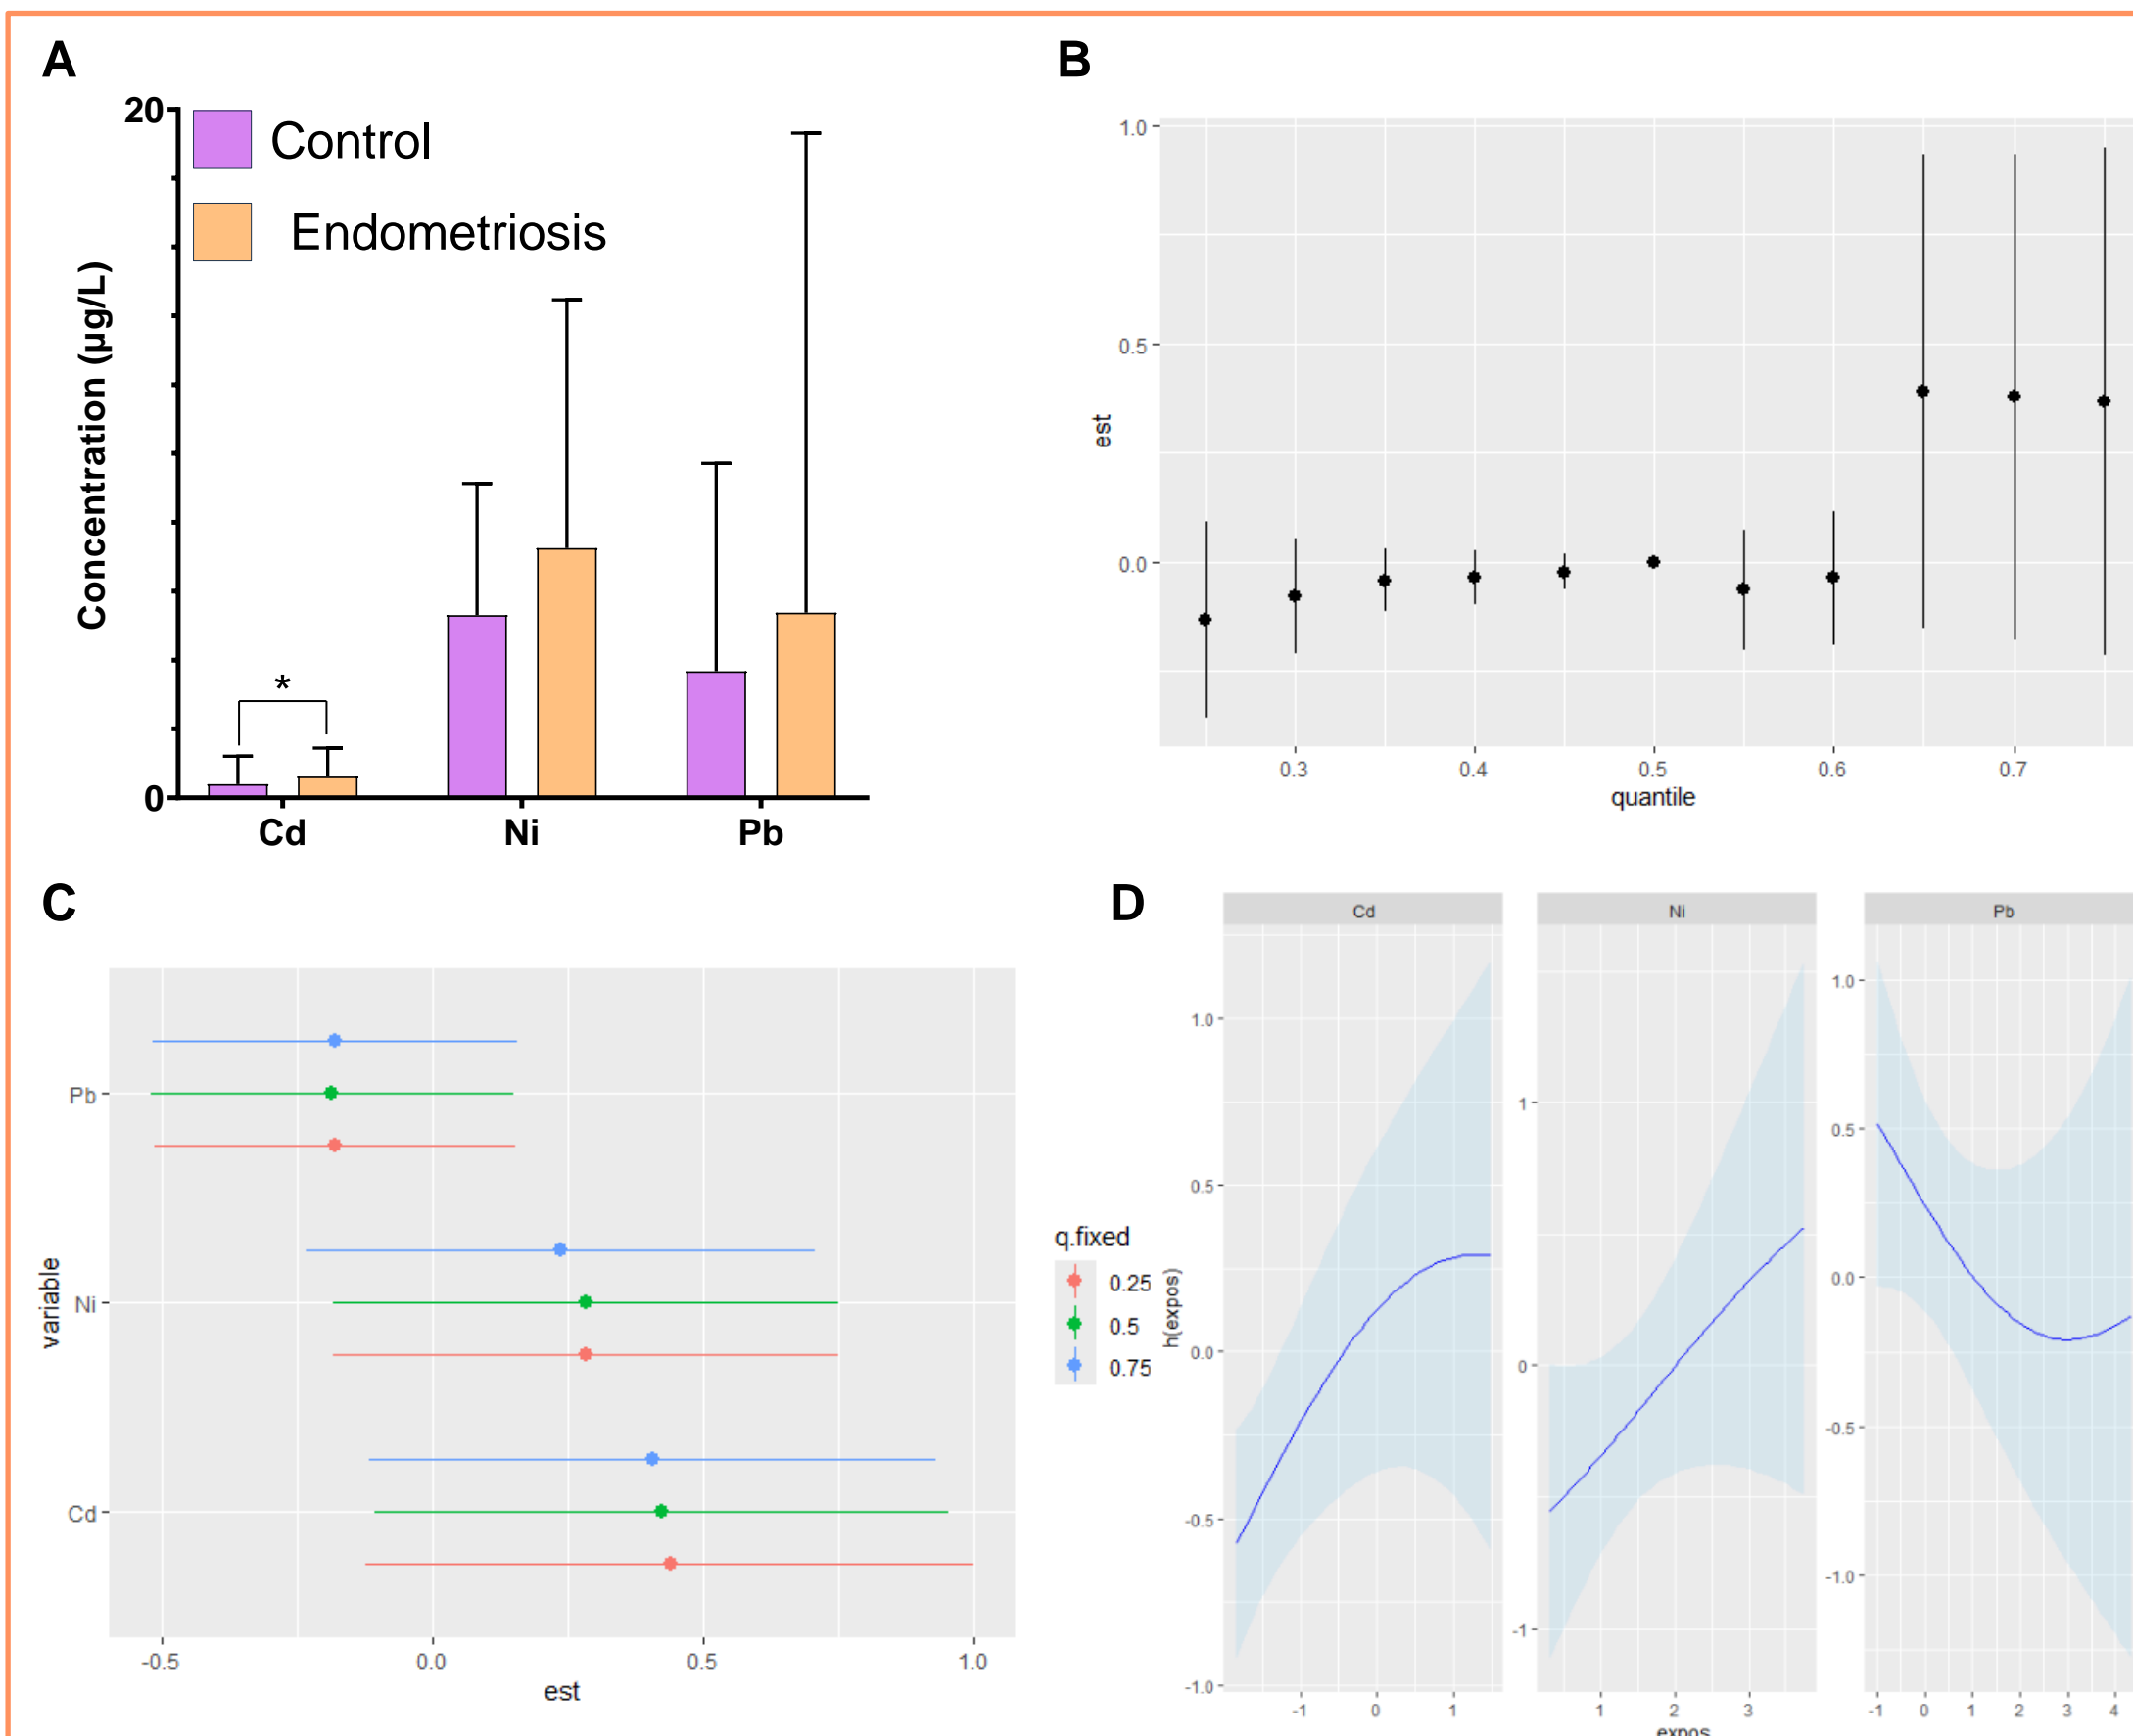 A
20
Control
Endometriosis
Concentration (µg/L)
*
0
Cd Ni Pb
B
1.0
0.5
0.0
est
0.3 0.4 0.5 0.6 0.7
quantile
C
Pb
Ni
Cd
variable
-0.5 0.0 0.5 1.0
est
q.fixed
0.25
0.5
0.75
D
Cd Ni Pb
h(expos)
1.0
0.5
0.0
-0.5
-1.0
1
0
-1
1.0
0.5
0.0
-0.5
-1.0
-1 0 1
1 2 3
-1 0 1 2 3 4
expos